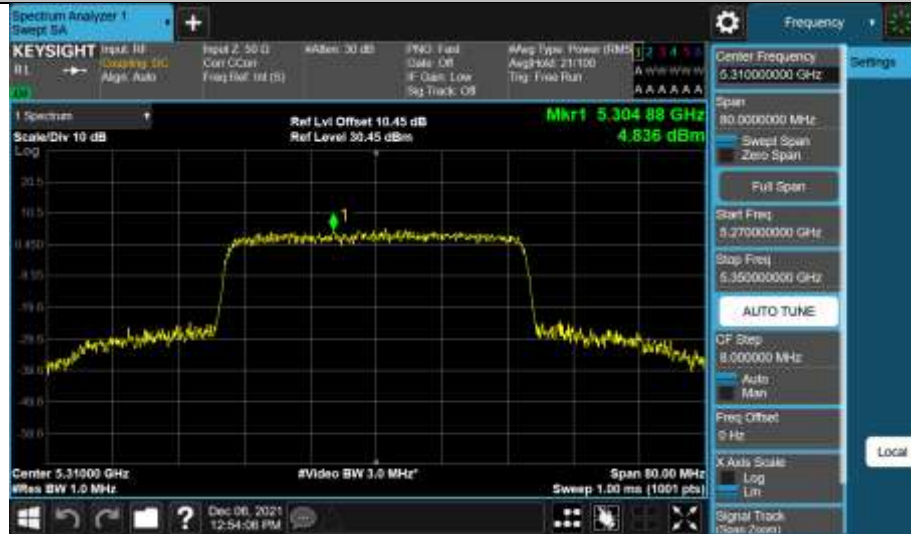 Spectrum Analyzer 1
Swept SA
Frequency
KEYSIGHT
Input: RF
Coupling: DC
Align: Auto
Input Z: 50 Ω
Corr CCorr
Freq Ref: Int (S)
#Atten: 30 dB
PNO: Fast
Gate: Off
IF Gain: Low
Sig Track: Off
#Avg Type: Power (RMS)
Avg|Hold: 21/100
Trig: Free Run
1 2 3 4 5 6
A W W W W W
A A A A A A
1 Spectrum
Scale/Div 10 dB
Log
Ref Lvl Offset 10.45 dB
Ref Level 30.45 dBm
Mkr1 5.304 88 GHz
4.836 dBm
20.5
10.5
0.450
1
Center 5.31000 GHz
#Res BW 1.0 MHz
#Video BW 3.0 MHz*
Span 80.00 MHz
Sweep 1.00 ms (1001 pts)
Dec 06, 2021
12:54:06 PM
Center Frequency
5.310000000 GHz
Span
80.0000000 MHz
Swept Span
Zero Span
Full Span
Start Freq
5.270000000 GHz
Stop Freq
5.350000000 GHz
AUTO TUNE
CF Step
8.000000 MHz
Auto
Man
Freq Offset
0 Hz
X Axis Scale
Log
Lin
Signal Track
(Span Zoom)
Settings
Local